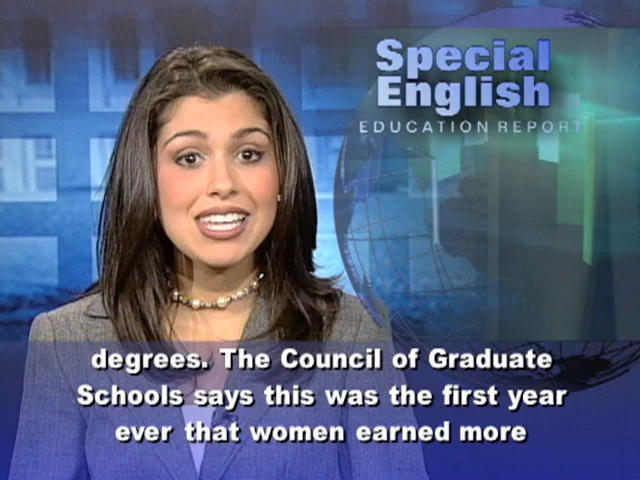 Special
English
EDUCATION REPORT
degrees. The Council of Graduate
Schools says this was the first year
ever that women earned more